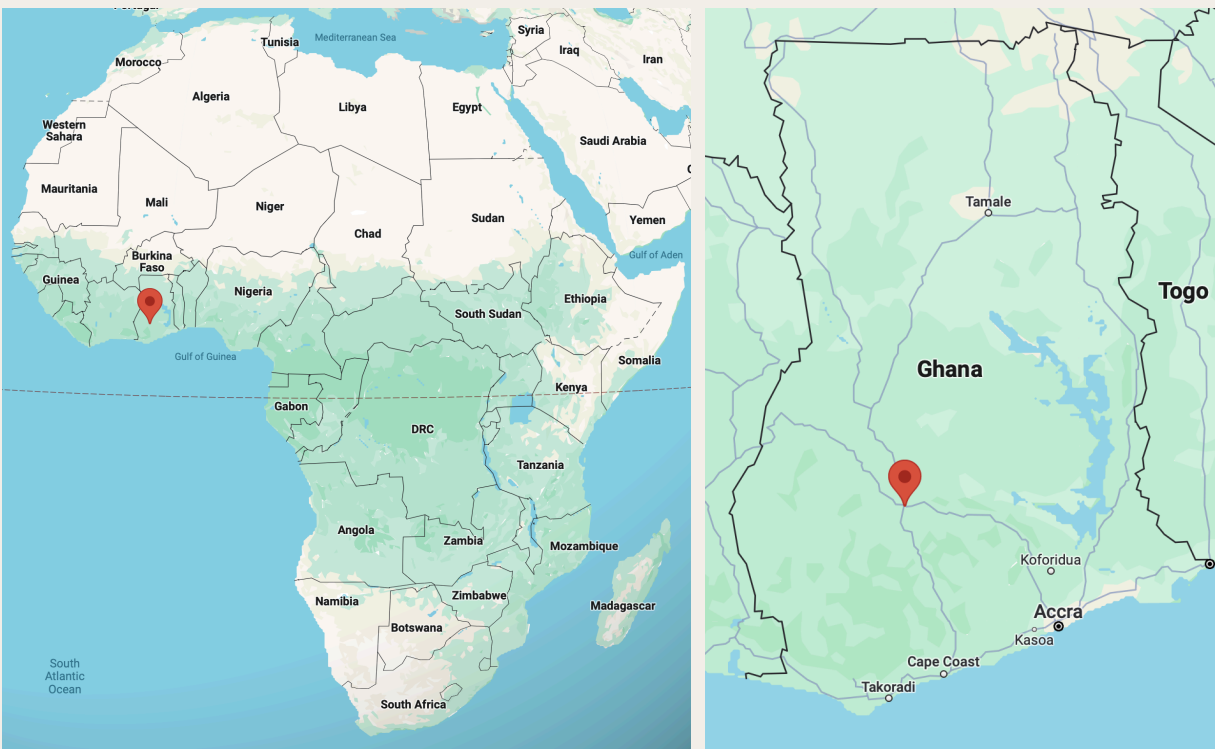 Tunisia
Mediterranean Sea
Syria
Iraq
Iran
Morocco
Algeria
Libya
Egypt
Western
Sahara
Saudi Arabia
Mauritania
Mali
Niger
Chad
Sudan
Yemen
Burkina
Faso
Gulf of Aden
Guinea
Nigeria
Ethiopia
South Sudan
Gulf of Guinea
Somalia
Kenya
Gabon
DRC
Tanzania
Angola
Zambia
Mozambique
Namibia
Zimbabwe
Madagascar
Botswana
South
Atlantic
Ocean
South Africa
Tamale
Togo
Ghana
Koforidua
Accra
Kasoa
Cape Coast
Takoradi